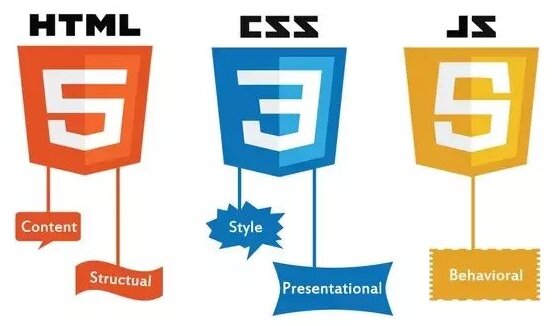 HTML
CSS
JS
5
3
5
Content
Style
Structual
Presentational
Behavioral